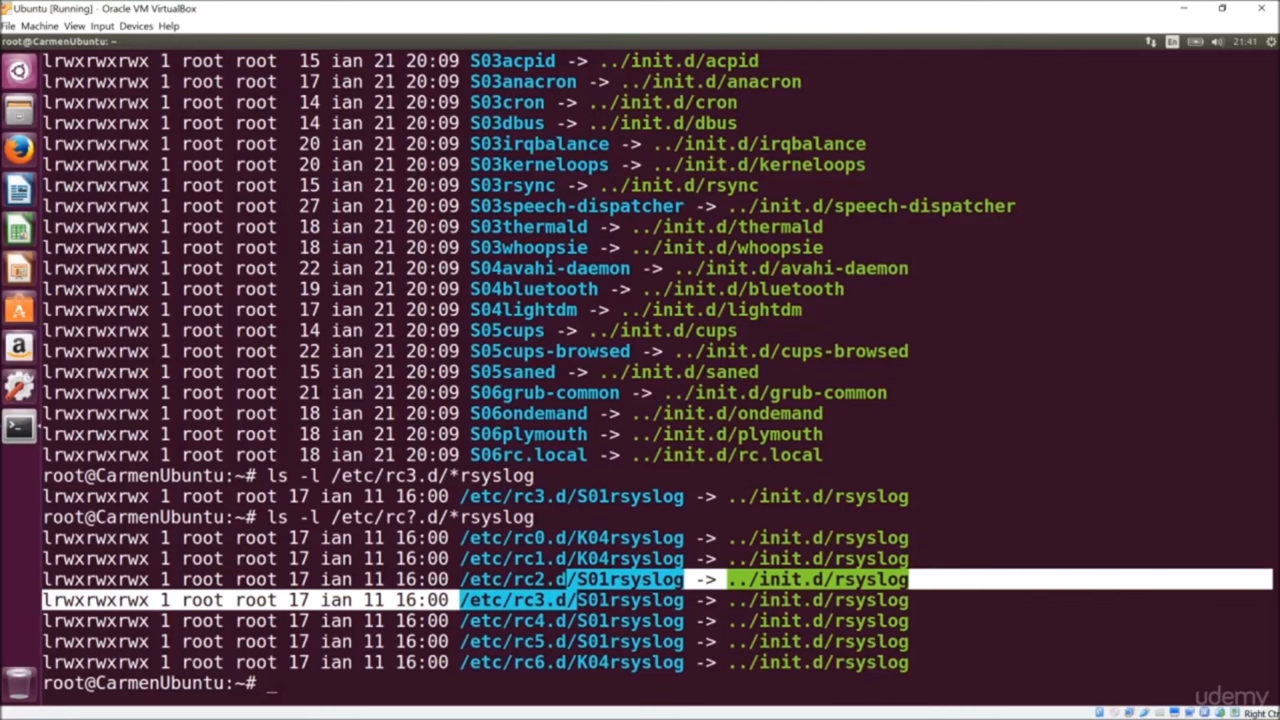 Ubuntu [Running] - Oracle VM VirtualBox
File Machine View Input Devices Help
root@CarmenUbuntu: ~ En 21:41
lrwxrwxrwx 1 root root  15 ian 21 20:09 S03acpid -> ../init.d/acpid
lrwxrwxrwx 1 root root  17 ian 21 20:09 S03anacron -> ../init.d/anacron
lrwxrwxrwx 1 root root  14 ian 21 20:09 S03cron -> ../init.d/cron
lrwxrwxrwx 1 root root  14 ian 21 20:09 S03dbus -> ../init.d/dbus
lrwxrwxrwx 1 root root  20 ian 21 20:09 S03irqbalance -> ../init.d/irqbalance
lrwxrwxrwx 1 root root  20 ian 21 20:09 S03kerneloops -> ../init.d/kerneloops
lrwxrwxrwx 1 root root  15 ian 21 20:09 S03rsync -> ../init.d/rsync
lrwxrwxrwx 1 root root  27 ian 21 20:09 S03speech-dispatcher -> ../init.d/speech-dispatcher
lrwxrwxrwx 1 root root  18 ian 21 20:09 S03thermald -> ../init.d/thermald
lrwxrwxrwx 1 root root  18 ian 21 20:09 S03whoopsie -> ../init.d/whoopsie
lrwxrwxrwx 1 root root  22 ian 21 20:09 S04avahi-daemon -> ../init.d/avahi-daemon
lrwxrwxrwx 1 root root  19 ian 21 20:09 S04bluetooth -> ../init.d/bluetooth
lrwxrwxrwx 1 root root  17 ian 21 20:09 S04lightdm -> ../init.d/lightdm
lrwxrwxrwx 1 root root  14 ian 21 20:09 S05cups -> ../init.d/cups
lrwxrwxrwx 1 root root  22 ian 21 20:09 S05cups-browsed -> ../init.d/cups-browsed
lrwxrwxrwx 1 root root  15 ian 21 20:09 S05saned -> ../init.d/saned
lrwxrwxrwx 1 root root  21 ian 21 20:09 S06grub-common -> ../init.d/grub-common
lrwxrwxrwx 1 root root  18 ian 21 20:09 S06ondemand -> ../init.d/ondemand
lrwxrwxrwx 1 root root  18 ian 21 20:09 S06plymouth -> ../init.d/plymouth
lrwxrwxrwx 1 root root  18 ian 21 20:09 S06rc.local -> ../init.d/rc.local
root@CarmenUbuntu:~# ls -l /etc/rc3.d/*rsyslog
lrwxrwxrwx 1 root root 17 ian 11 16:00 /etc/rc3.d/S01rsyslog -> ../init.d/rsyslog
root@CarmenUbuntu:~# ls -l /etc/rc?.d/*rsyslog
lrwxrwxrwx 1 root root 17 ian 11 16:00 /etc/rc0.d/K04rsyslog -> ../init.d/rsyslog
lrwxrwxrwx 1 root root 17 ian 11 16:00 /etc/rc1.d/K04rsyslog -> ../init.d/rsyslog
lrwxrwxrwx 1 root root 17 ian 11 16:00 /etc/rc2.d/S01rsyslog -> ../init.d/rsyslog
lrwxrwxrwx 1 root root 17 ian 11 16:00 /etc/rc3.d/S01rsyslog -> ../init.d/rsyslog
lrwxrwxrwx 1 root root 17 ian 11 16:00 /etc/rc4.d/S01rsyslog -> ../init.d/rsyslog
lrwxrwxrwx 1 root root 17 ian 11 16:00 /etc/rc5.d/S01rsyslog -> ../init.d/rsyslog
lrwxrwxrwx 1 root root 17 ian 11 16:00 /etc/rc6.d/K04rsyslog -> ../init.d/rsyslog
root@CarmenUbuntu:~# _
udemy
Right Ct